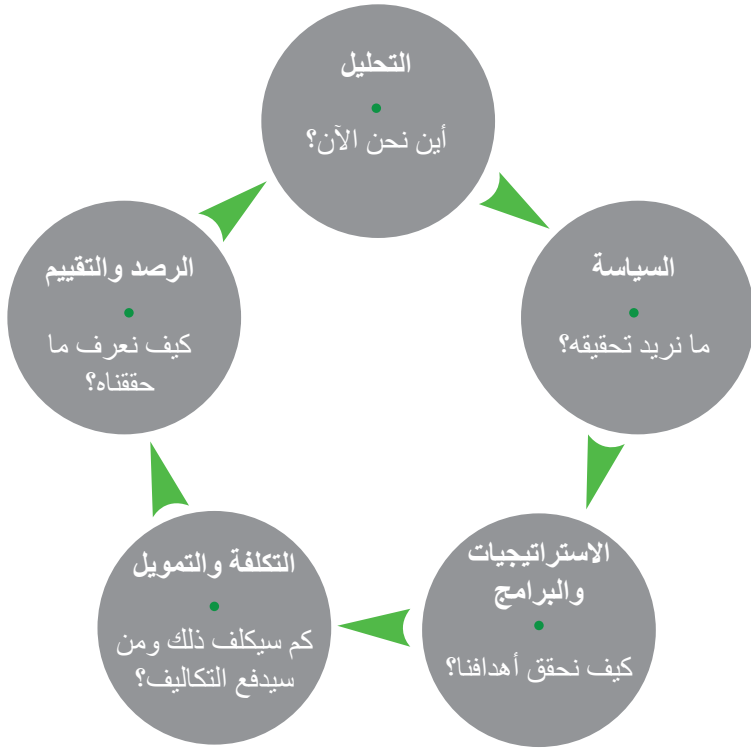 التحليل
أين نحن الآن؟
السياسة
ما نريد تحقيقه؟
الاستراتيجيات
والبرامج
كيف نحقق أهدافنا؟
التكلفة والتمويل
كم سيكلف ذلك ومن
سيدفع التكاليف؟
الرصد والتقييم
كيف نعرف ما
حققناه؟